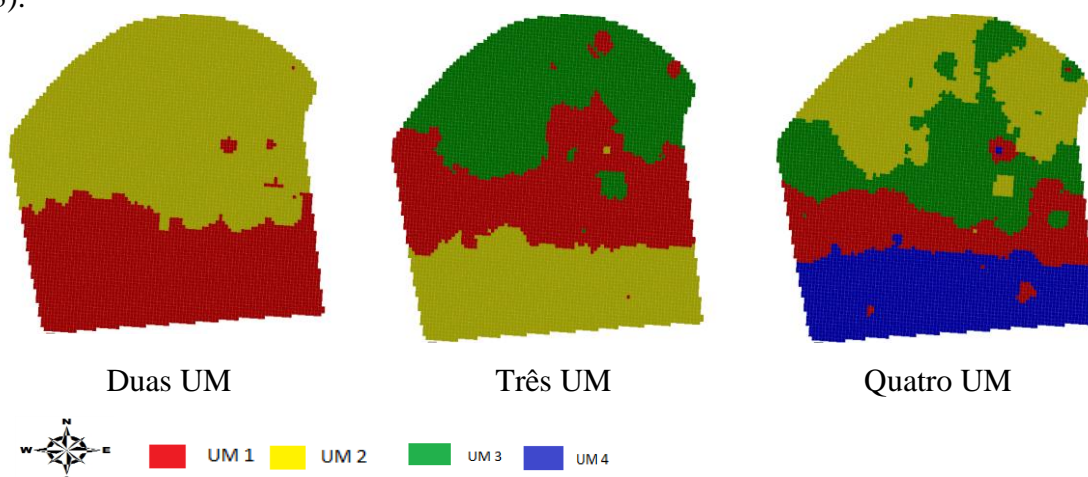 ).
Duas UM
Três UM
Quatro UM
N
W E
S
UM 1
UM 2
UM 3
UM 4